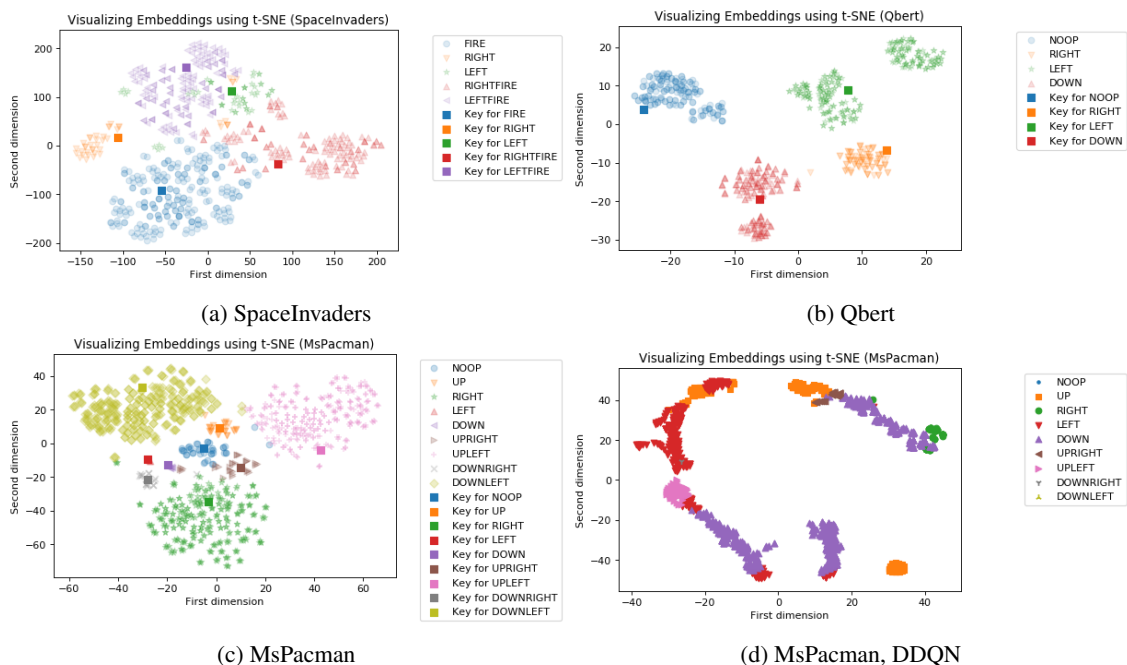 Visualizing Embeddings using t-SNE (SpaceInvaders)
Second dimension
200
100
0
−100
−200
−150
−100
−50
0
50
100
150
200
First dimension
FIRE
RIGHT
LEFT
RIGHTFIRE
LEFTFIRE
Key for FIRE
Key for RIGHT
Key for LEFT
Key for RIGHTFIRE
Key for LEFTFIRE
(a) SpaceInvaders
Visualizing Embeddings using t-SNE (Qbert)
Second dimension
20
10
0
−10
−20
−30
−20
−10
0
10
20
First dimension
NOOP
RIGHT
LEFT
DOWN
Key for NOOP
Key for RIGHT
Key for LEFT
Key for DOWN
(b) Qbert
Visualizing Embeddings using t-SNE (MsPacman)
Second dimension
40
20
0
−20
−40
−60
−60
−40
−20
0
20
40
60
First dimension
NOOP
UP
RIGHT
LEFT
DOWN
UPRIGHT
UPLEFT
DOWNRIGHT
DOWNLEFT
Key for NOOP
Key for UP
Key for RIGHT
Key for LEFT
Key for DOWN
Key for UPRIGHT
Key for UPLEFT
Key for DOWNRIGHT
Key for DOWNLEFT
(c) MsPacman
Visualizing Embeddings using t-SNE (MsPacman)
Second dimension
40
20
0
−20
−40
−40
−20
0
20
40
First dimension
NOOP
UP
RIGHT
LEFT
DOWN
UPRIGHT
UPLEFT
DOWNRIGHT
DOWNLEFT
(d) MsPacman, DDQN